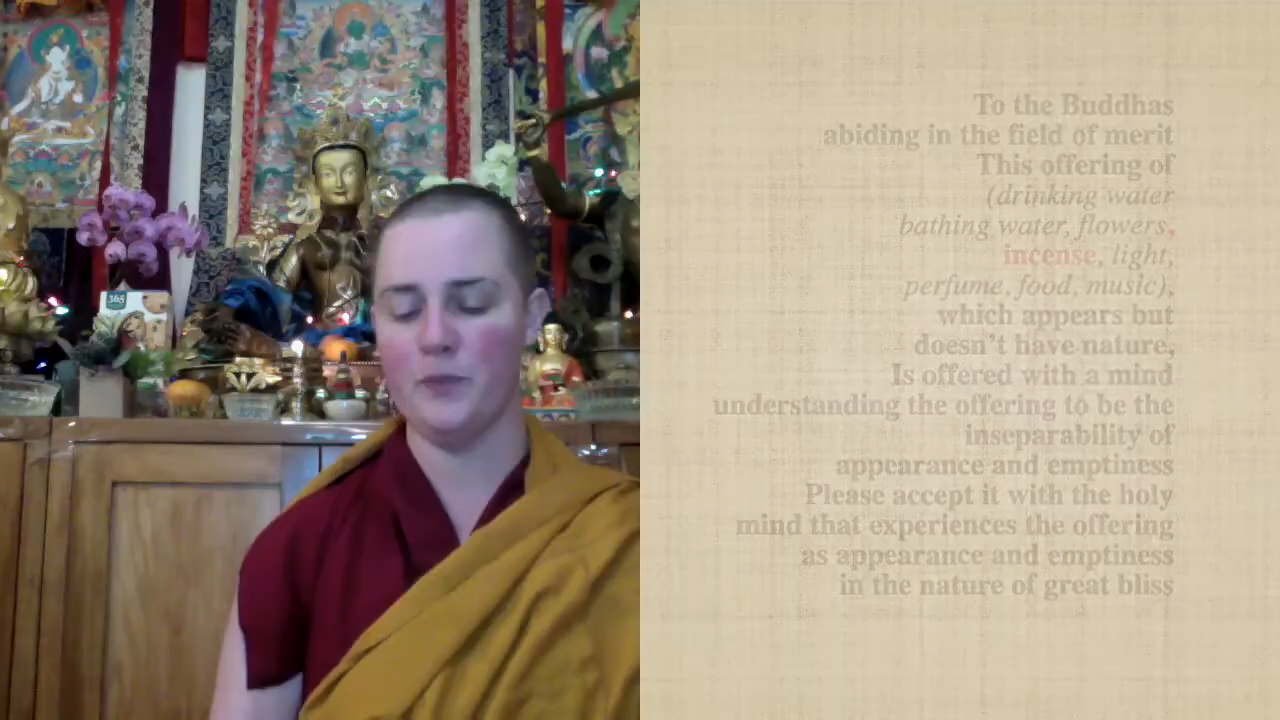 To the Buddhas
abiding in the field of merit
This offering of
(drinking water
bathing water, flowers,
incense, light,
perfume, food, music),
which appears but
doesn't have nature,
Is offered with a mind
understanding the offering to be the
inseparability of
appearance and emptiness
Please accept it with the holy
mind that experiences the offering
as appearance and emptiness
in the nature of great bliss
365